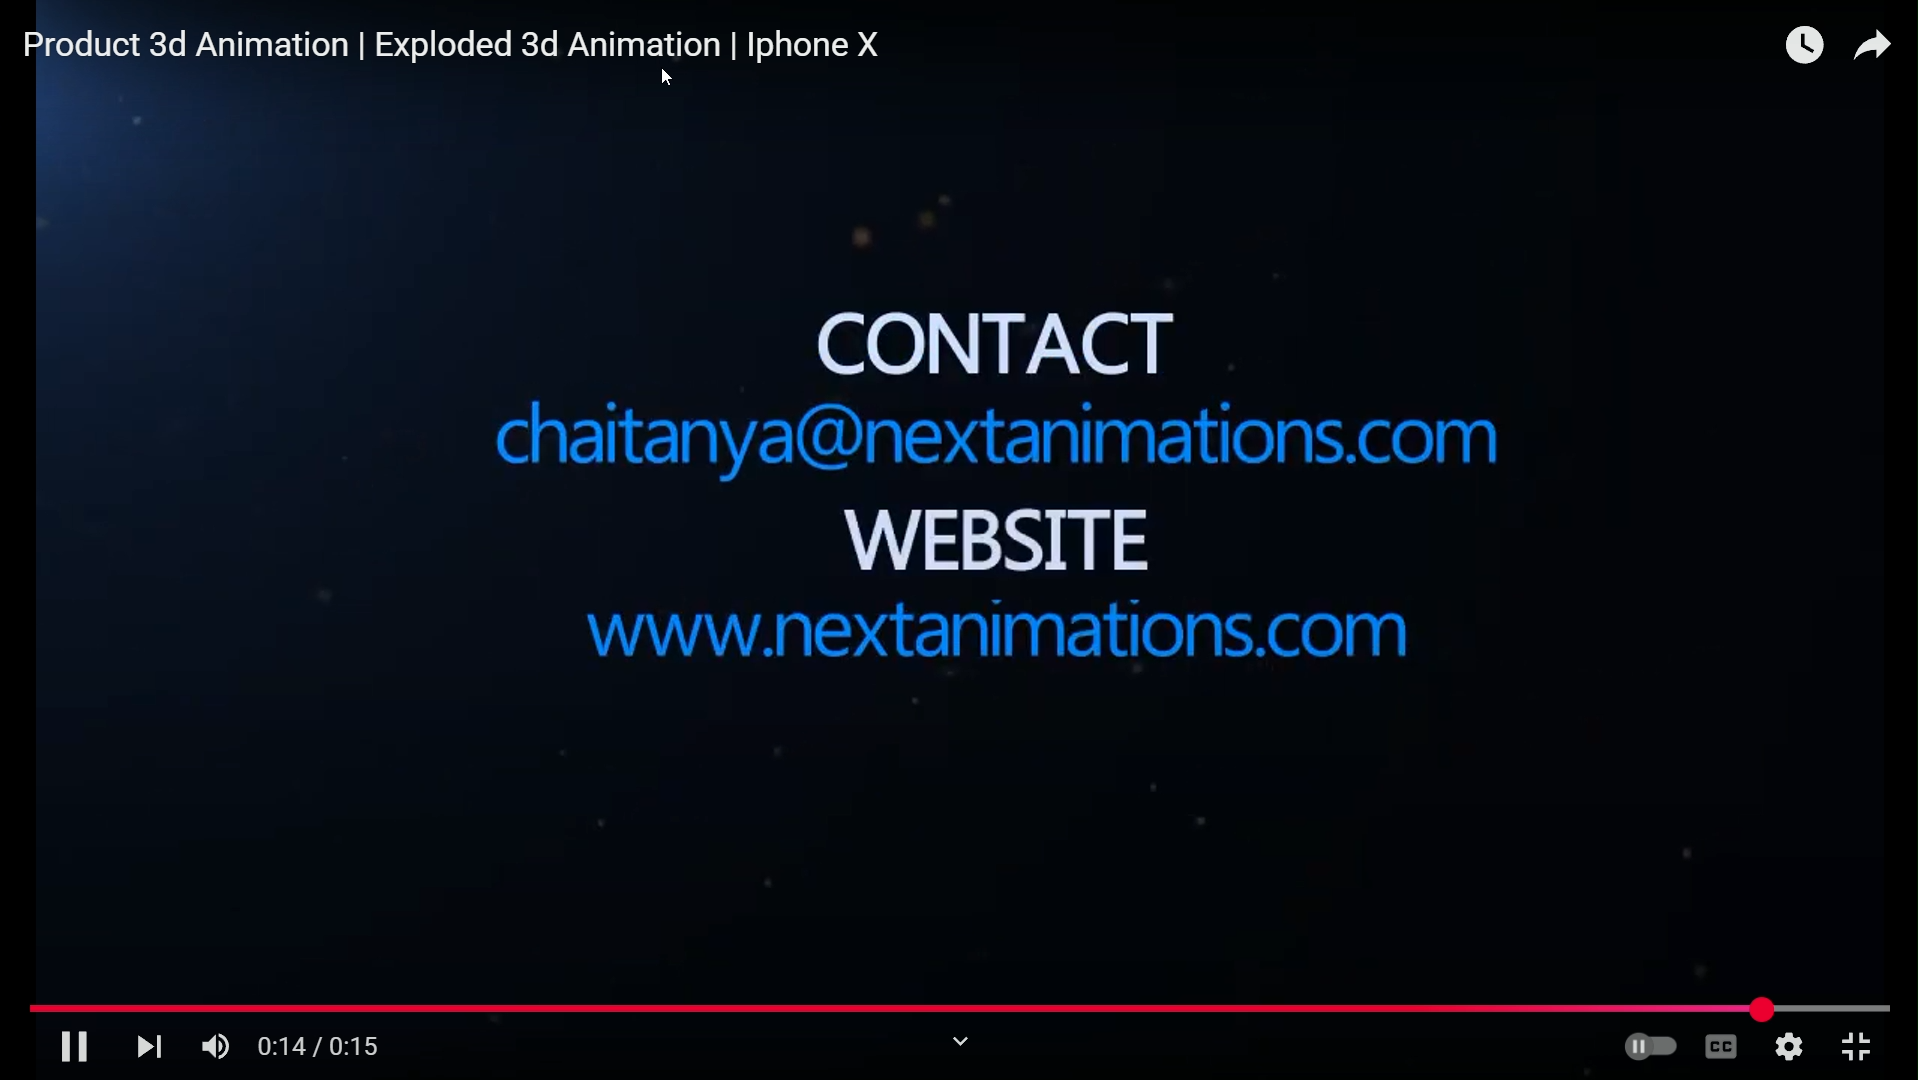 Product 3d Animation | Exploded 3d Animation | Iphone X
CONTACT
chaitanya@nextanimations.com
WEBSITE
www.nextanimations.com
0:14 / 0:15
CC